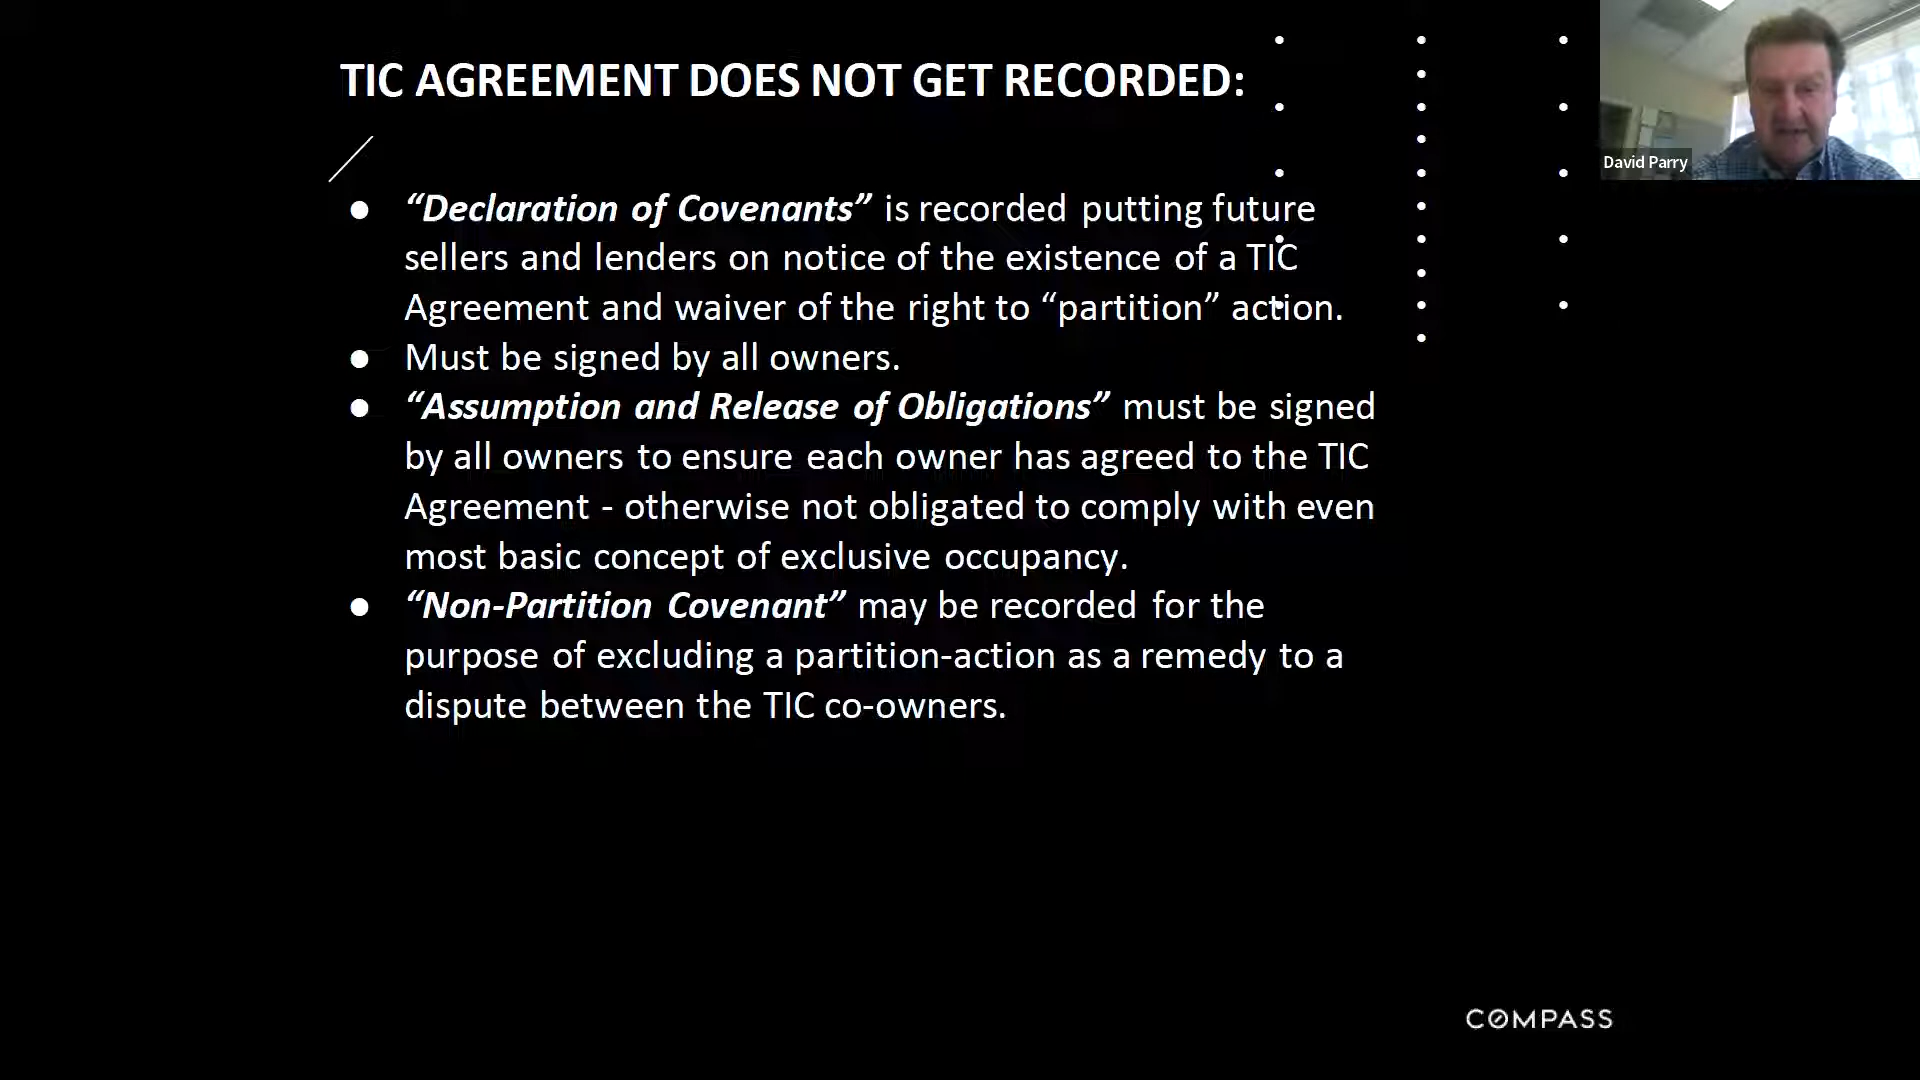 TIC AGREEMENT DOES NOT GET RECORDED:
David Parry
● “Declaration of Covenants” is recorded putting future
sellers and lenders on notice of the existence of a TIC
Agreement and waiver of the right to “partition” action.
● Must be signed by all owners.
● “Assumption and Release of Obligations” must be signed
by all owners to ensure each owner has agreed to the TIC
Agreement - otherwise not obligated to comply with even
most basic concept of exclusive occupancy.
● “Non-Partition Covenant” may be recorded for the
purpose of excluding a partition-action as a remedy to a
dispute between the TIC co-owners.
COMPASS